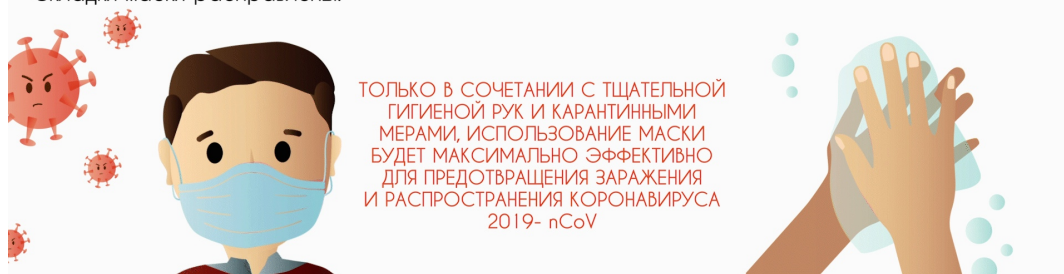 ТОЛЬКО В СОЧЕТАНИИ С ТЩАТЕЛЬНОЙ
ГИГИЕНОЙ РУК И КАРАНТИННЫМИ
МЕРАМИ, ИСПОЛЬЗОВАНИЕ МАСКИ
БУДЕТ МАКСИМАЛЬНО ЭФФЕКТИВНО
ДЛЯ ПРЕДОТВРАЩЕНИЯ ЗАРАЖЕНИЯ
И РАСПРОСТРАНЕНИЯ КОРОНАВИРУСА
2019- nCoV